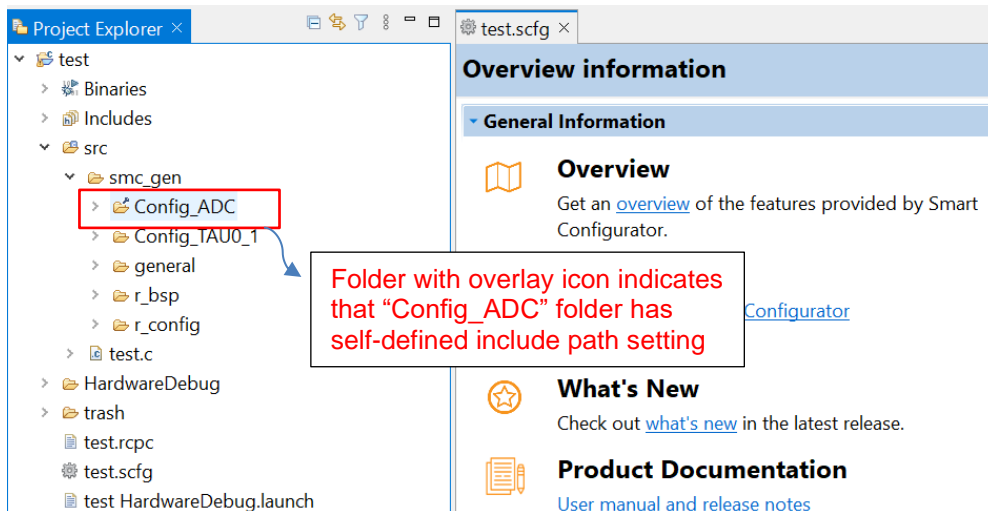 Project Explorer ×
test
Binaries
Includes
src
smc_gen
Config_ADC
Config_TAU0_1
general
r_bsp
r_config
test.c
HardwareDebug
trash
test.rcpc
test.scfg
test HardwareDebug.launch
test.scfg ×
Overview information
General Information
Overview
Get an overview of the features provided by Smart
Configurator.
Configurator
Folder with overlay icon indicates
that “Config_ADC” folder has
self-defined include path setting
What's New
Check out what's new in the latest release.
Product Documentation
User manual and release notes